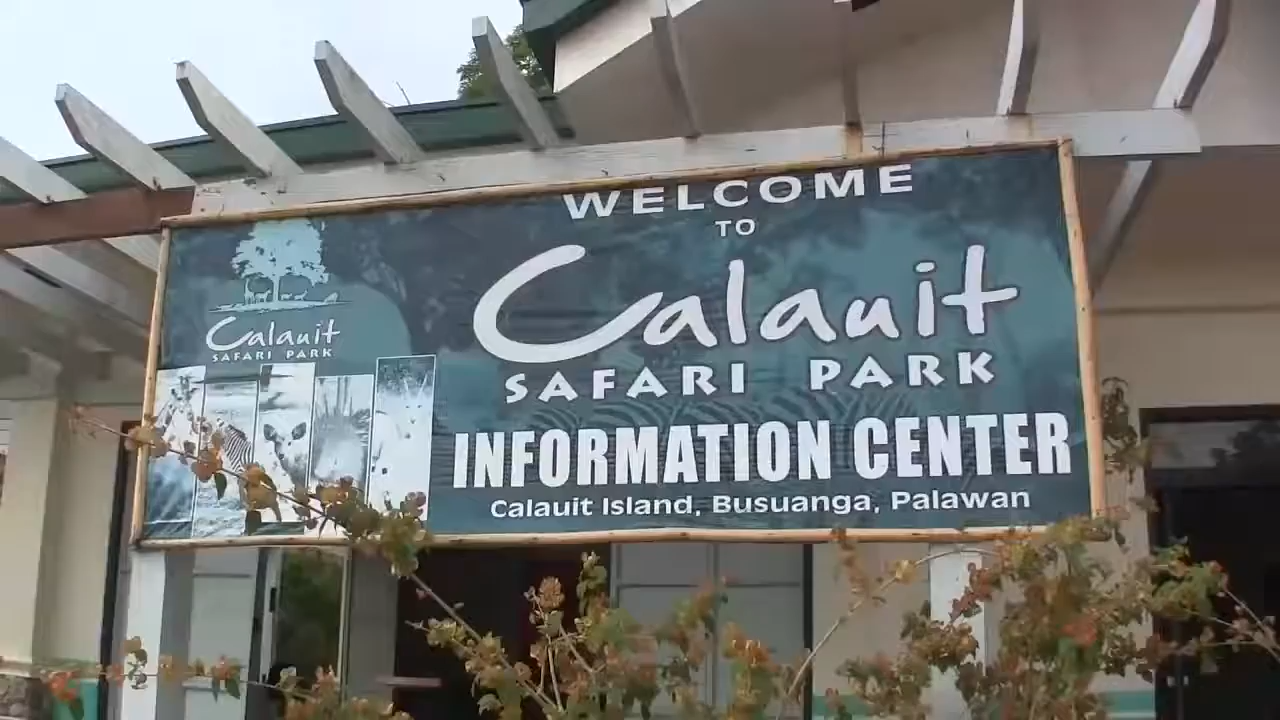 WELCOME
TO
Calauit
SAFARI PARK
INFORMATION CENTER
Calauit Island, Busuanga, Palawan
Calauit
SAFARI PARK